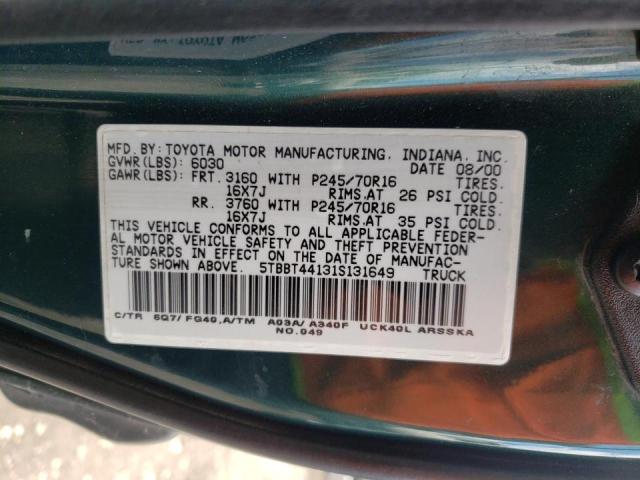 MFD.BY: TOYOTA MOTOR MANUFACTURING, INDIANA, INC.
GVWR(LBS): 6030 DATE 08/00
GAWR(LBS): FRT. 3160 WITH P245/70R16 TIRES.
16X7J RIMS.AT 26 PSI COLD.
RR. 3760 WITH P245/70R16 TIRES.
16X7J RIMS.AT 35 PSI COLD.
THIS VEHICLE CONFORMS TO ALL APPLICABLE FEDER-
AL MOTOR VEHICLE SAFETY AND THEFT PREVENTION
STANDARDS IN EFFECT ON THE DATE OF MANUFAC-
TURE SHOWN ABOVE. 5TBBT44131S131649 TRUCK
C/TR 6Q7/ FG40,A/TM A03A/ A340F UCK40L ARSSKA
NO.049